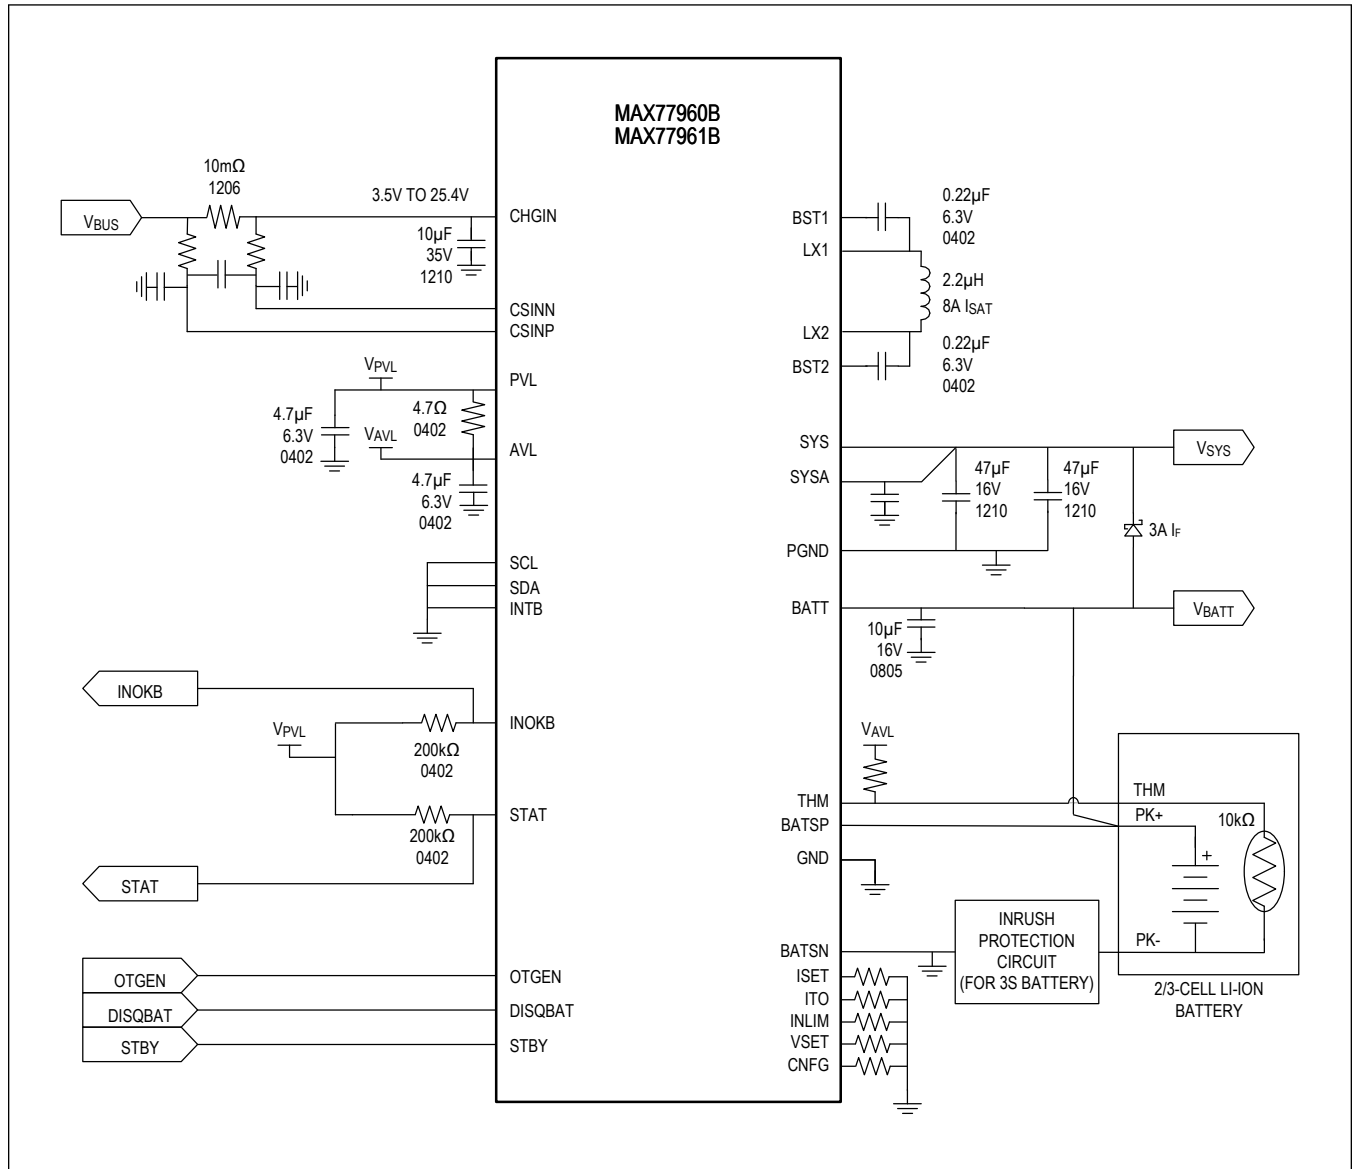 MAX77960B
MAX77961B
10mΩ
1206
3.5V TO 25.4V
VBUS
CHGIN
10µF
35V
1210
CSINN
CSINP
VPVL
PVL
4.7µF
6.3V
0402
4.7Ω
0402
VAVL
AVL
4.7µF
6.3V
0402
SCL
SDA
INTB
INOKB
INOKB
VPVL
200kΩ
0402
STAT
200kΩ
0402
STAT
OTGEN
OTGEN
DISQBAT
DISQBAT
STBY
STBY
BST1
0.22µF
6.3V
0402
LX1
2.2µH
8A ISAT
LX2
0.22µF
6.3V
0402
BST2
SYS
VSYS
SYSA
47µF
16V
1210
47µF
16V
1210
3A IF
PGND
BATT
VBATT
10µF
16V
0805
VAVL
THM
THM
BATSP
PK+
10kΩ
+
GND
INRUSH
PROTECTION
CIRCUIT
(FOR 3S BATTERY)
BATSN
PK-
2/3-CELL LI-ION
BATTERY
ISET
ITO
INLIM
VSET
CNFG